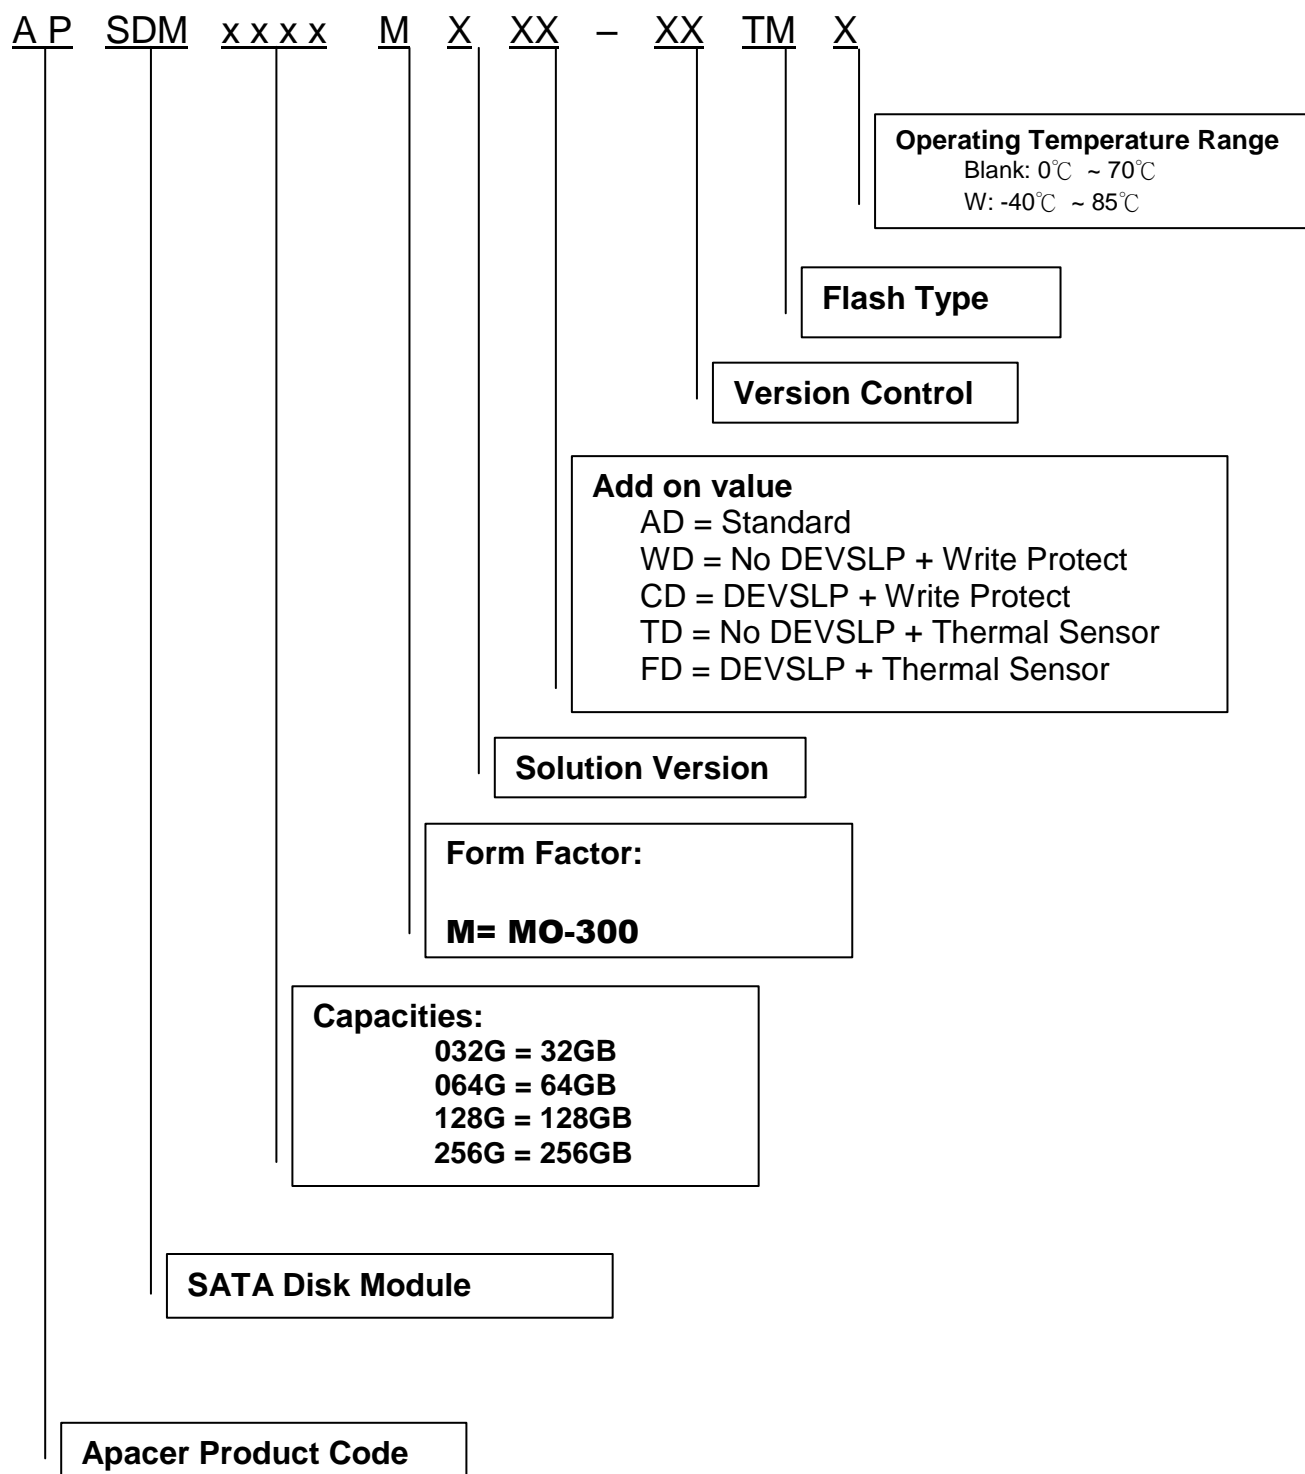 A P SDM x x x x M X XX – XX TM X
Operating Temperature Range
Blank: 0℃ ~ 70℃
W: -40℃ ~ 85℃
Flash Type
Version Control
Add on value
AD = Standard
WD = No DEVSLP + Write Protect
CD = DEVSLP + Write Protect
TD = No DEVSLP + Thermal Sensor
FD = DEVSLP + Thermal Sensor
Solution Version
Form Factor:
M= MO-300
Capacities:
032G = 32GB
064G = 64GB
128G = 128GB
256G = 256GB
SATA Disk Module
Apacer Product Code